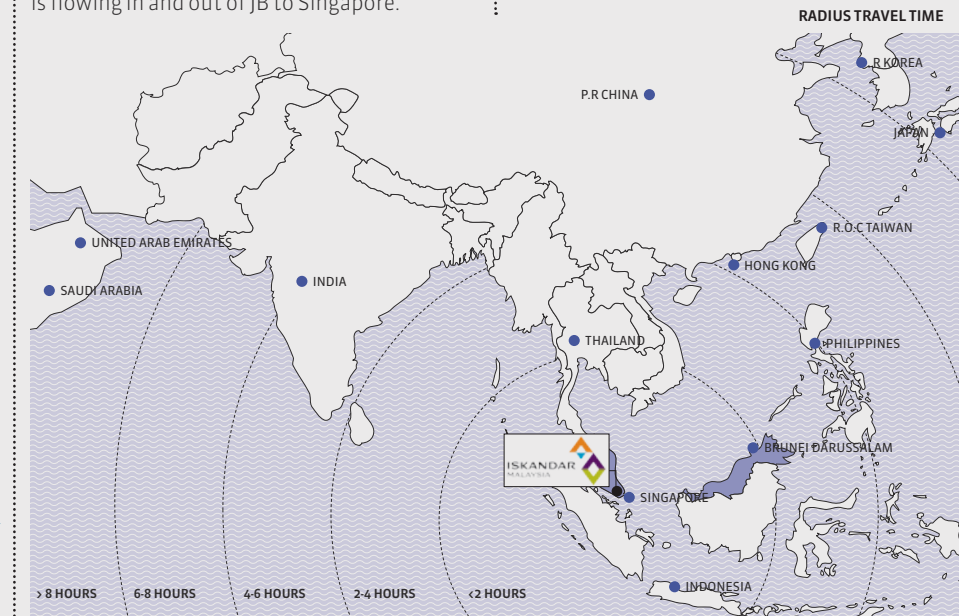 is flowing in and out of JB to Singapore.
RADIUS TRAVEL TIME
R KOREA
P.R CHINA
JAPAN
R.O.C TAIWAN
UNITED ARAB EMIRATES
HONG KONG
INDIA
SAUDI ARABIA
THAILAND
PHILIPPINES
BRUNEI DARUSSALAM
ISKANDAR
MALAYSIA
SINGAPORE
INDONESIA
> 8 HOURS
6-8 HOURS
4-6 HOURS
2-4 HOURS
<2 HOURS